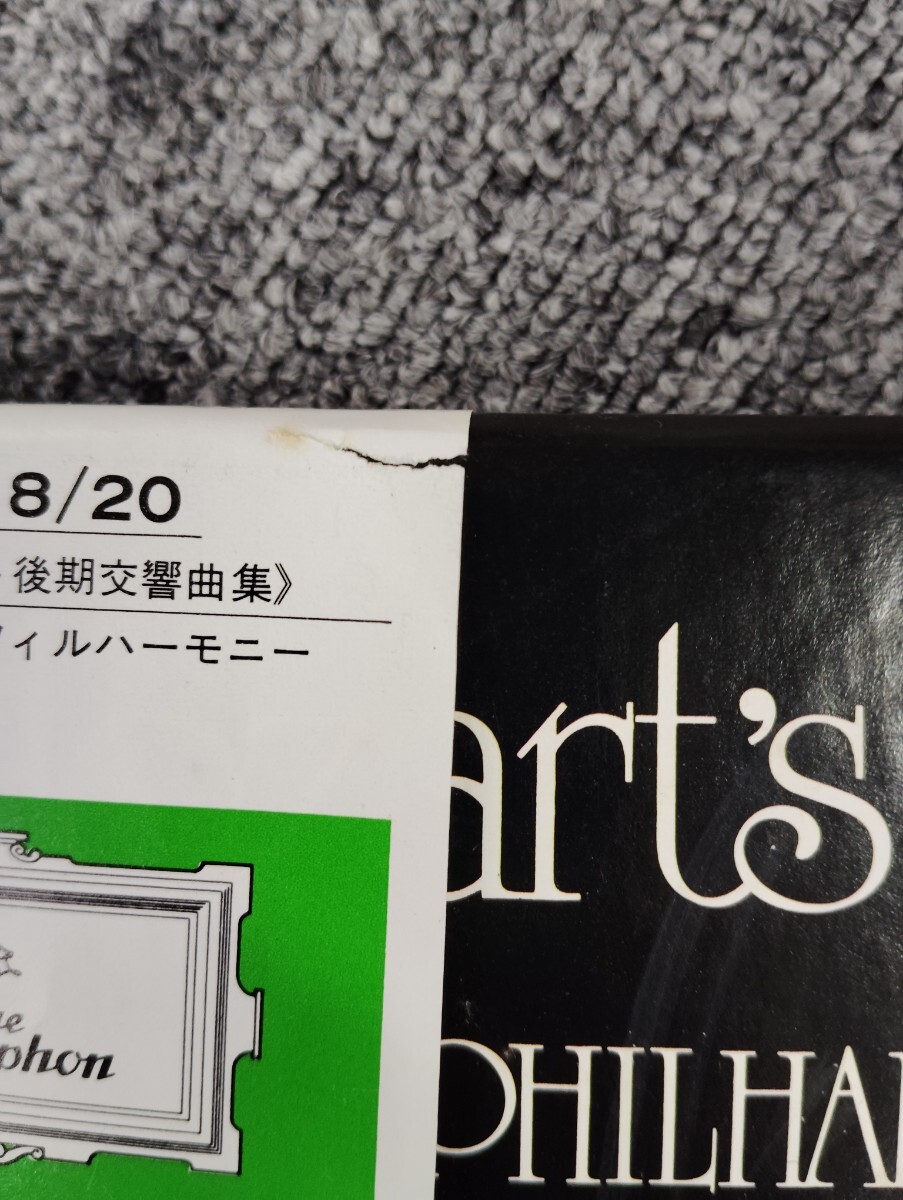 8/20
後期交響曲集》
ィルハーモニー
art's
PHILHA
phon